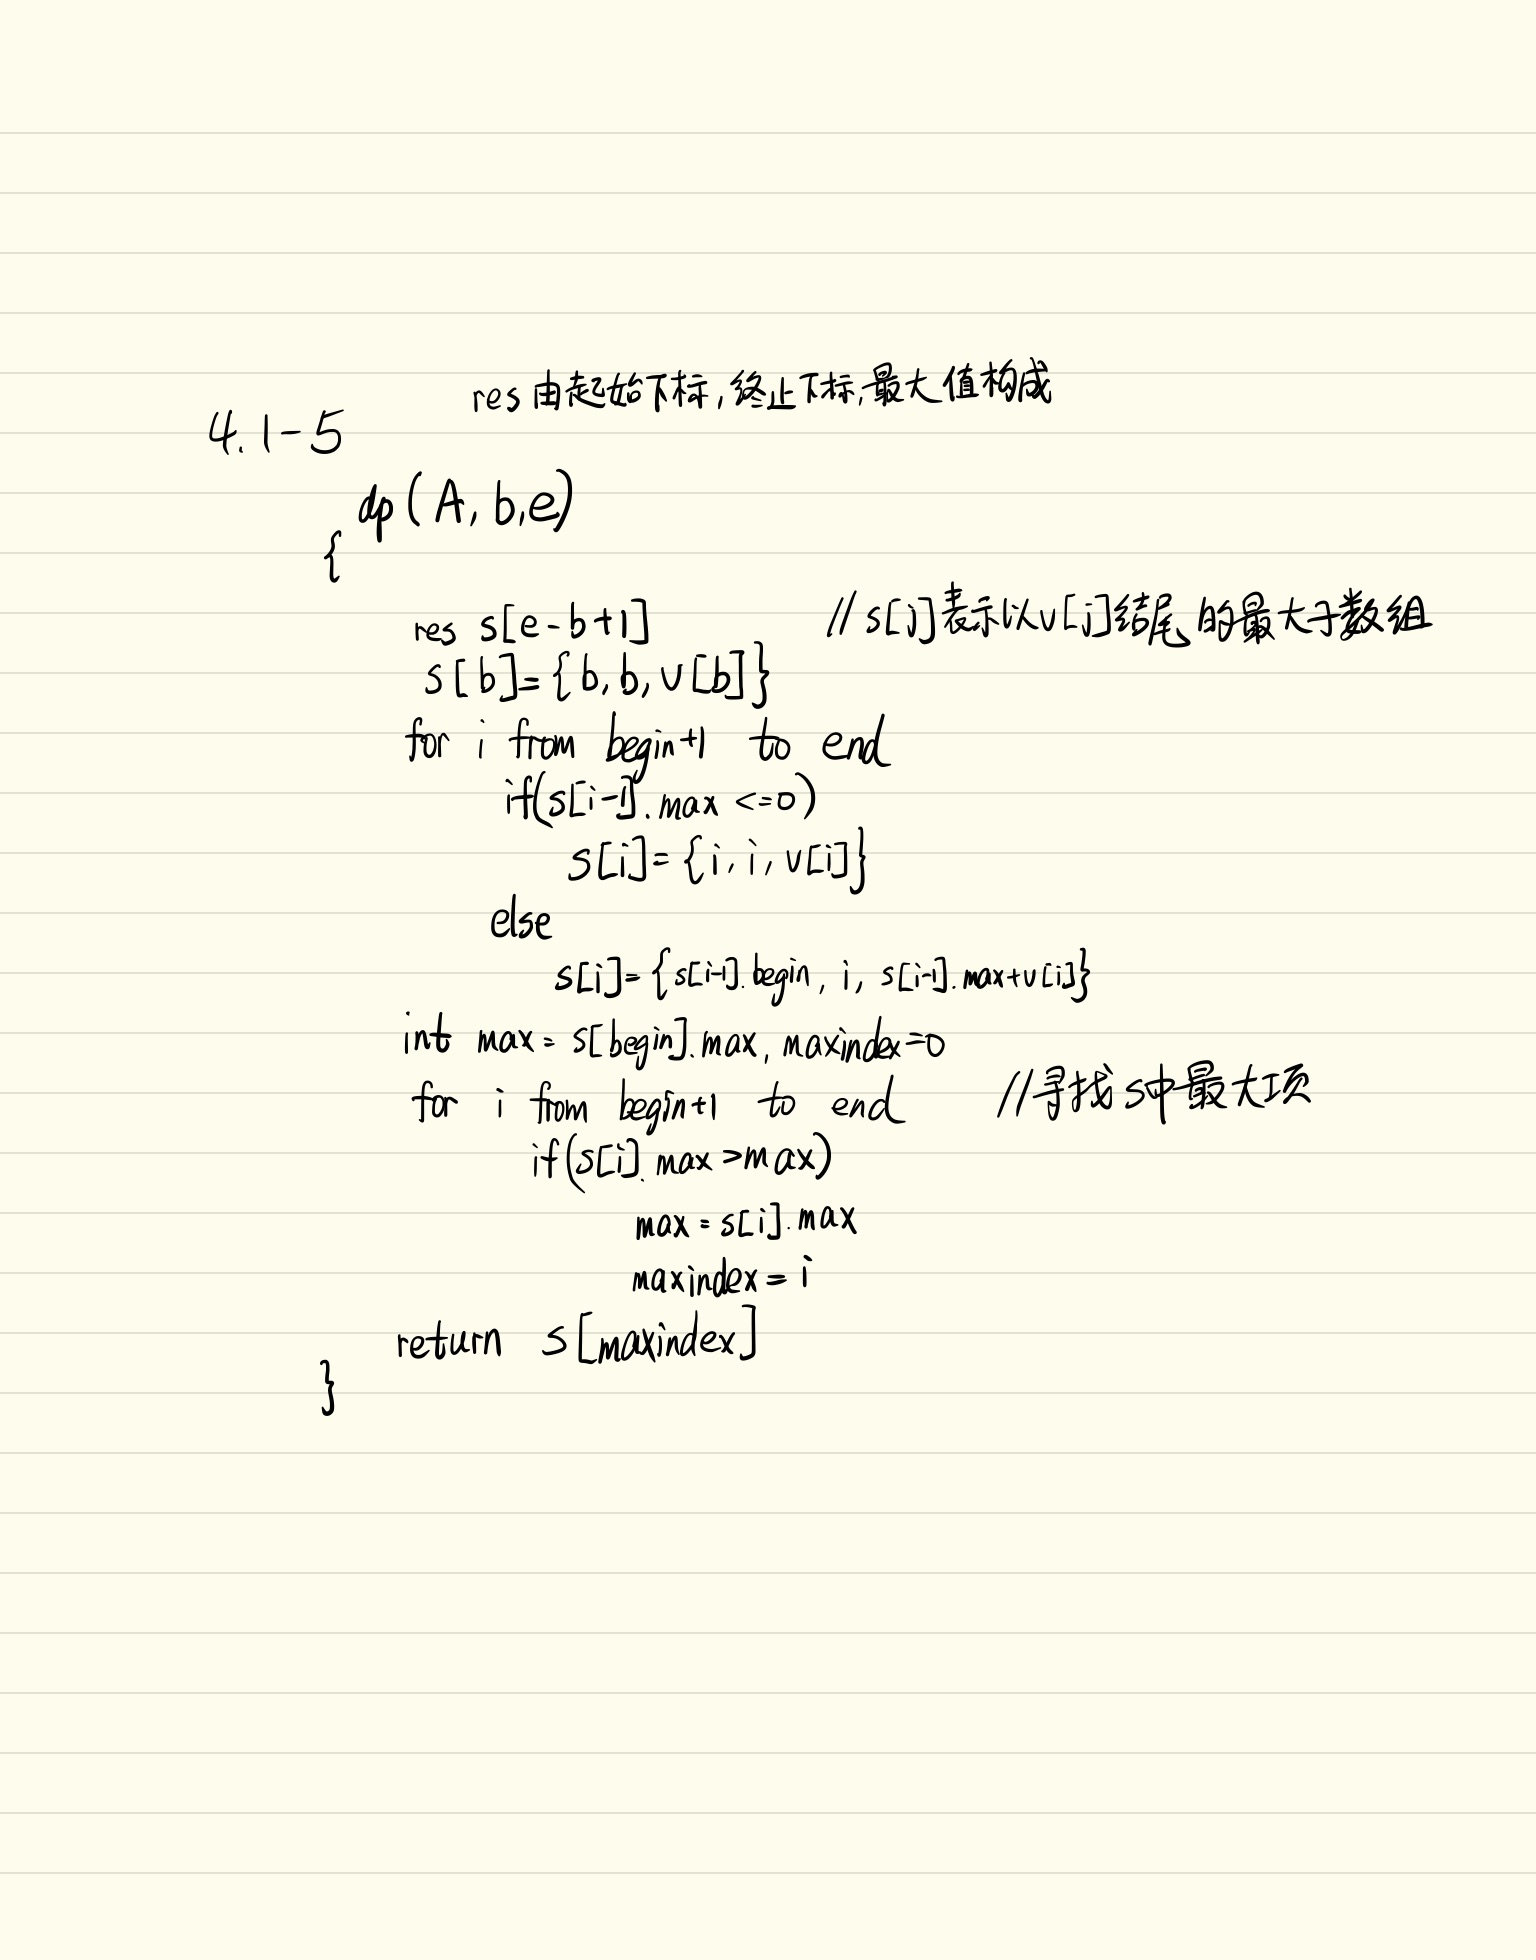 res由起始下标,终止下标,最大值构成
4.1-5
dp(A, b,e)
{
res s[e-b+1] //s[j]表示以v[j]结尾的最大子数组
s[b]={b,b,v[b]}
for i from begin+1 to end
if(s[i-1].max <=0)
s[i]={i,i,v[i]}
else
s[i]={s[i-1].begin, i, s[i-1].max+v[i]}
int max= s[begin].max, maxindex=0
for i from begin+1 to end //寻找s中最大项
if(s[i].max >max)
max = s[i].max
maxindex = i
return s[maxindex]
}